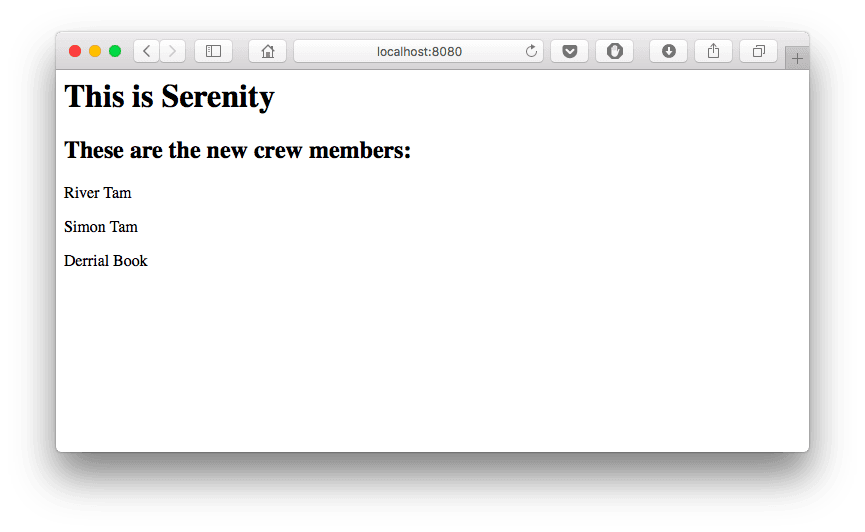 localhost:8080
This is Serenity
These are the new crew members:
River Tam
Simon Tam
Derrial Book